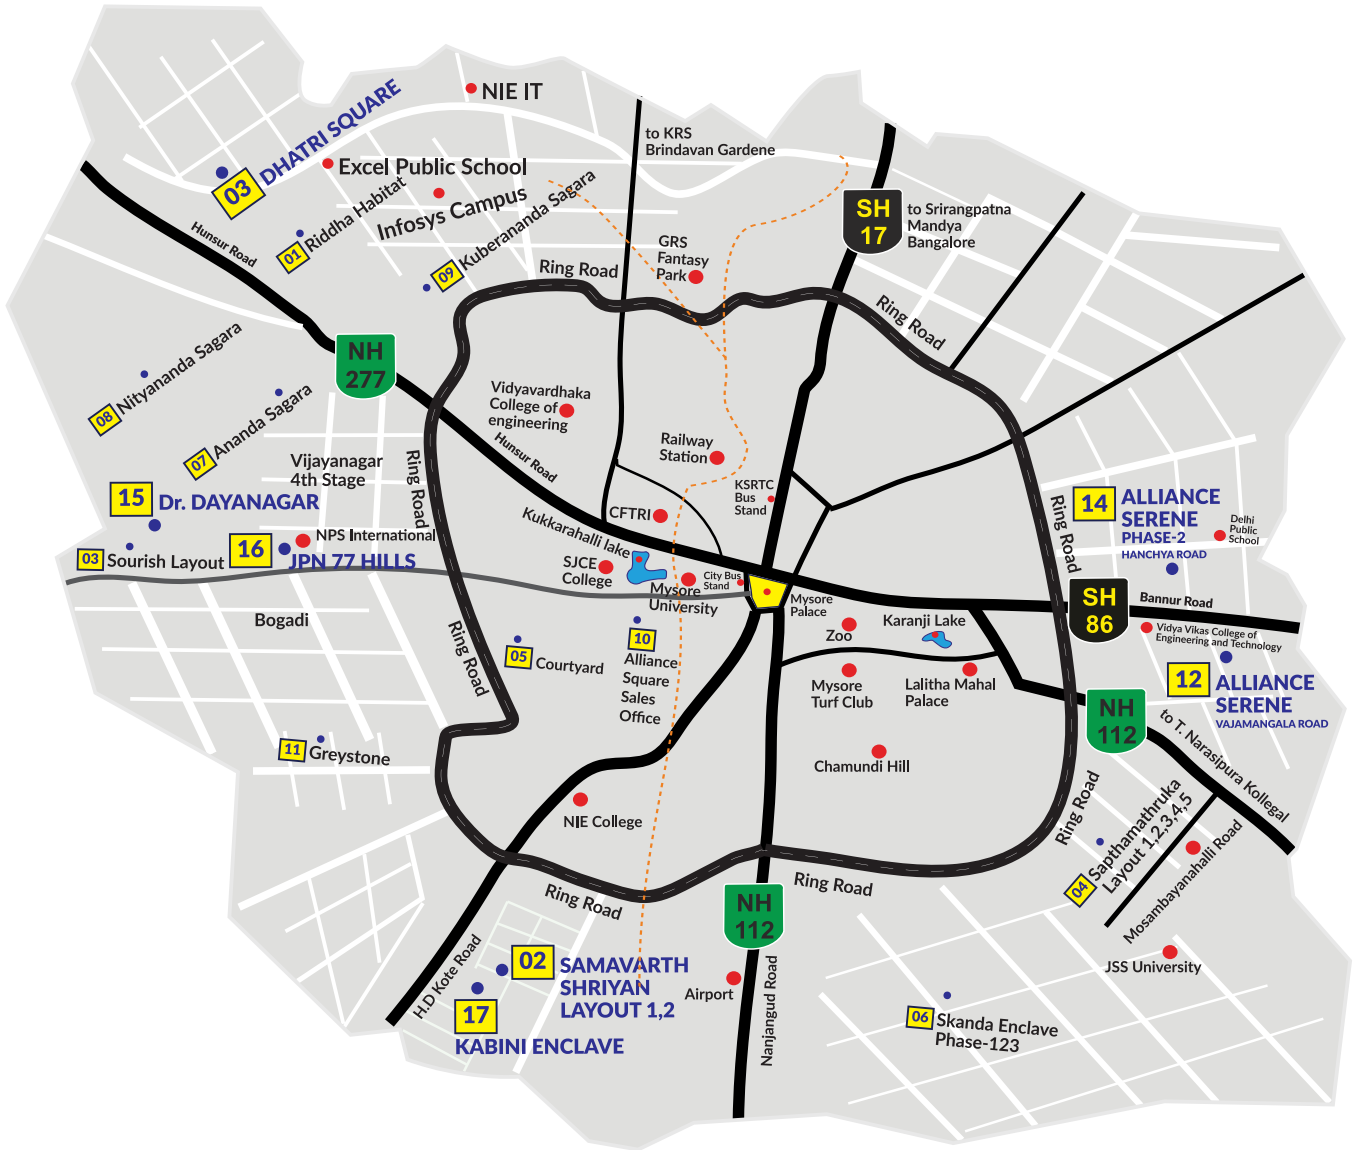 NIE IT
DHATRI SQUARE
03
Excel Public School
01
Riddha Habitat
Infosys Campus
09
Kuberananda Sagara
to KRS
Brindavan Gardene
SH
17
to Srirangpatna
Mandya
Bangalore
Hunsur Road
GRS
Fantasy
Park
Ring Road
Ring Road
NH
277
08
Nityananda Sagara
07
Ananda Sagara
Vidyavardhaka
College of
engineering
Hunsur Road
Railway
Station
KSRTC
Bus
Stand
Vijayanagar
4th Stage
Ring Road
15
Dr. DAYANAGAR
16
NPS International
JPN 77 HILLS
03
Sourish Layout
Bogadi
CFTRI
Kukkarahalli lake
SJCE
College
Mysore
University
City Bus
Stand
Mysore
Palace
Ring Road
14
ALLIANCE
SERENE
PHASE-2
HANCHYA ROAD
Delhi
Public
School
SH
86
Bannur Road
Vidya Vikas College of
Engineering and Technology
12
ALLIANCE
SERENE
VAJAMANGALA ROAD
Zoo
Karanji Lake
Mysore
Turf Club
Lalitha Mahal
Palace
Ring Road
05
Courtyard
10
Alliance
Square
Sales
Office
NH
112
to T. Narasipura Kollegal
11
Greystone
Chamundi Hill
NIE College
Ring Road
04
Sapthamathruka
Layout 1,2,3,4,5
Mosambayanahalli Road
Ring Road
Ring Road
NH
112
JSS University
H.D Kote Road
02
SAMAVARTH
SHRIYAN
LAYOUT 1,2
17
KABINI ENCLAVE
Airport
Nanjangud Road
06
Skanda Enclave
Phase-123